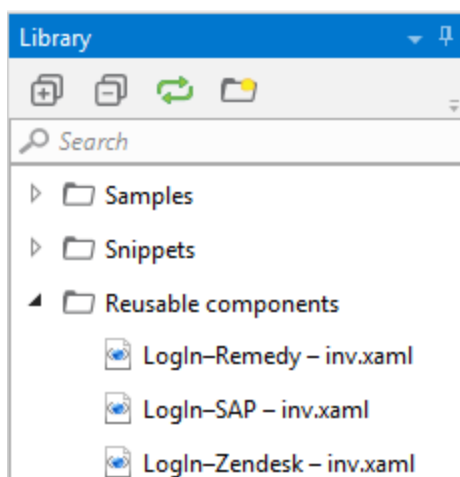 Library
Search
Samples
Snippets
Reusable components
LogIn–Remedy – inv.xaml
LogIn–SAP – inv.xaml
LogIn–Zendesk – inv.xaml